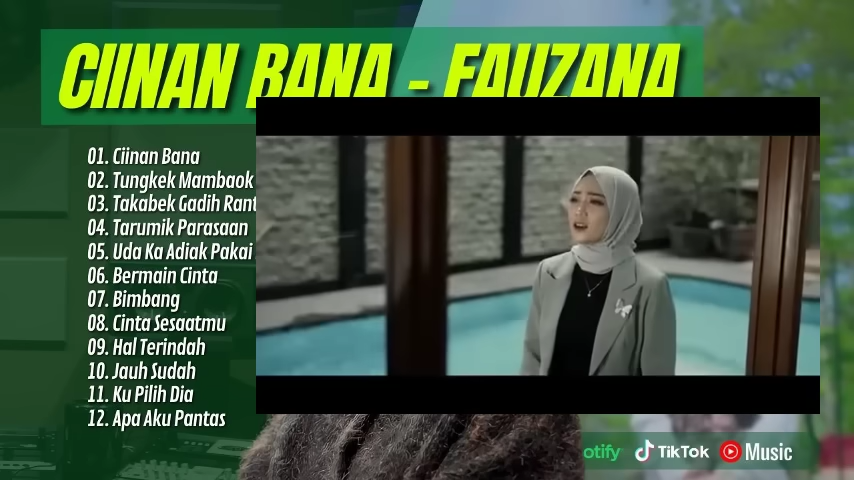 CIINAN BANA - FAUZANA
01. Ciinan Bana
02. Tungkek Mambaok
03. Takabek Gadih Rant
04. Tarumik Parasaan
05. Uda Ka Adiak Pakai
06. Bermain Cinta
07. Bimbang
08. Cinta Sesaatmu
09. Hal Terindah
10. Jauh Sudah
11. Ku Pilih Dia
12. Apa Aku Pantas
otify TikTok Music